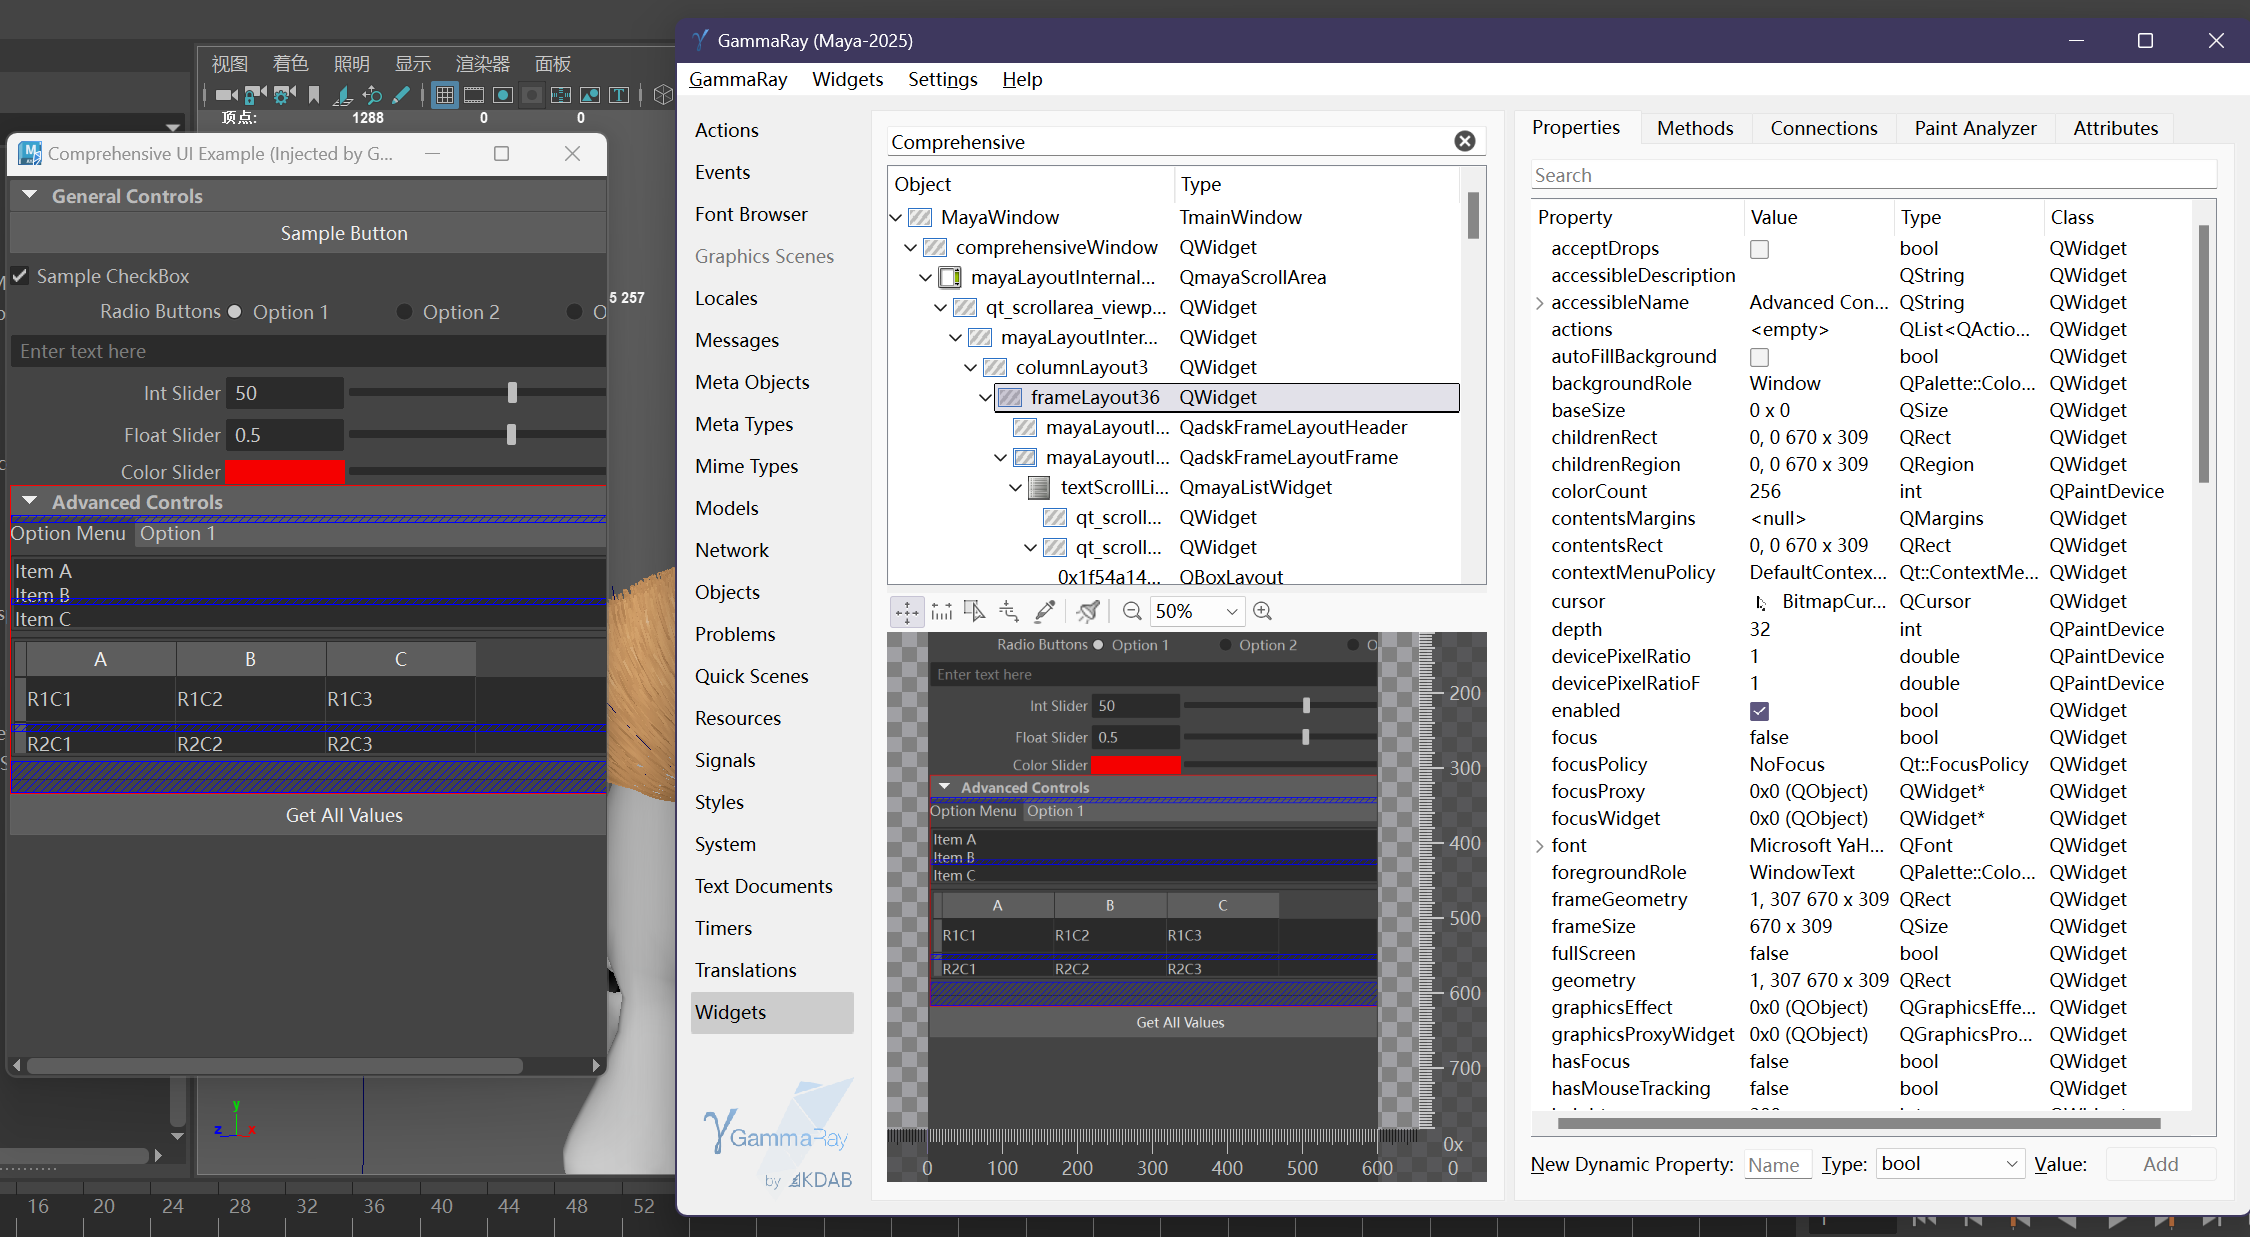 GammaRay (Maya-2025)
GammaRay Widgets Settings Help
视图 着色 照明 显示 渲染器 面板
顶点: 1288 0 0
5 257
Comprehensive UI Example (Injected by G...
General Controls
Sample Button
Sample CheckBox
Radio Buttons Option 1 Option 2 O
Enter text here
Int Slider 50
Float Slider 0.5
Color Slider
Advanced Controls
Option Menu Option 1
Item A
Item B
Item C
A B C
R1C1 R1C2 R1C3
R2C1 R2C2 R2C3
Get All Values
y
z x
16 20 24 28 32 36 40 44 48 52
Actions
Events
Font Browser
Graphics Scenes
Locales
Messages
Meta Objects
Meta Types
Mime Types
Models
Network
Objects
Problems
Quick Scenes
Resources
Signals
Styles
System
Text Documents
Timers
Translations
Widgets
GammaRay
by KDAB
Comprehensive
Object Type
MayaWindow TmainWindow
comprehensiveWindow QWidget
mayaLayoutInternal... QmayaScrollArea
qt_scrollarea_viewp... QWidget
mayaLayoutInter... QWidget
columnLayout3 QWidget
frameLayout36 QWidget
mayaLayoutI... QadskFrameLayoutHeader
mayaLayoutI... QadskFrameLayoutFrame
textScrollLi... QmayaListWidget
qt_scroll... QWidget
qt_scroll... QWidget
0x1f54a14... QBoxLayout
50%
Radio Buttons Option 1 Option 2 O
Enter text here
Int Slider 50
Float Slider 0.5
Color Slider
Advanced Controls
Option Menu Option 1
Item A
Item B
Item C
A B C
R1C1 R1C2 R1C3
R2C1 R2C2 R2C3
Get All Values
200
300
400
500
600
700
0x
0
0 100 200 300 400 500 600
Properties Methods Connections Paint Analyzer Attributes
Search
Property Value Type Class
acceptDrops bool QWidget
accessibleDescription QString QWidget
accessibleName Advanced Con... QString QWidget
actions <empty> QList<QActio... QWidget
autoFillBackground bool QWidget
backgroundRole Window QPalette::Colo... QWidget
baseSize 0 x 0 QSize QWidget
childrenRect 0, 0 670 x 309 QRect QWidget
childrenRegion 0, 0 670 x 309 QRegion QWidget
colorCount 256 int QPaintDevice
contentsMargins <null> QMargins QWidget
contentsRect 0, 0 670 x 309 QRect QWidget
contextMenuPolicy DefaultContex... Qt::ContextMe... QWidget
cursor BitmapCur... QCursor QWidget
depth 32 int QPaintDevice
devicePixelRatio 1 double QPaintDevice
devicePixelRatioF 1 double QPaintDevice
enabled bool QWidget
focus false bool QWidget
focusPolicy NoFocus Qt::FocusPolicy QWidget
focusProxy 0x0 (QObject) QWidget* QWidget
focusWidget 0x0 (QObject) QWidget* QWidget
font Microsoft YaH... QFont QWidget
foregroundRole WindowText QPalette::Colo... QWidget
frameGeometry 1, 307 670 x 309 QRect QWidget
frameSize 670 x 309 QSize QWidget
fullScreen false bool QWidget
geometry 1, 307 670 x 309 QRect QWidget
graphicsEffect 0x0 (QObject) QGraphicsEffe... QWidget
graphicsProxyWidget 0x0 (QObject) QGraphicsPro... QWidget
hasFocus false bool QWidget
hasMouseTracking false bool QWidget
New Dynamic Property: Name Type: bool Value: Add